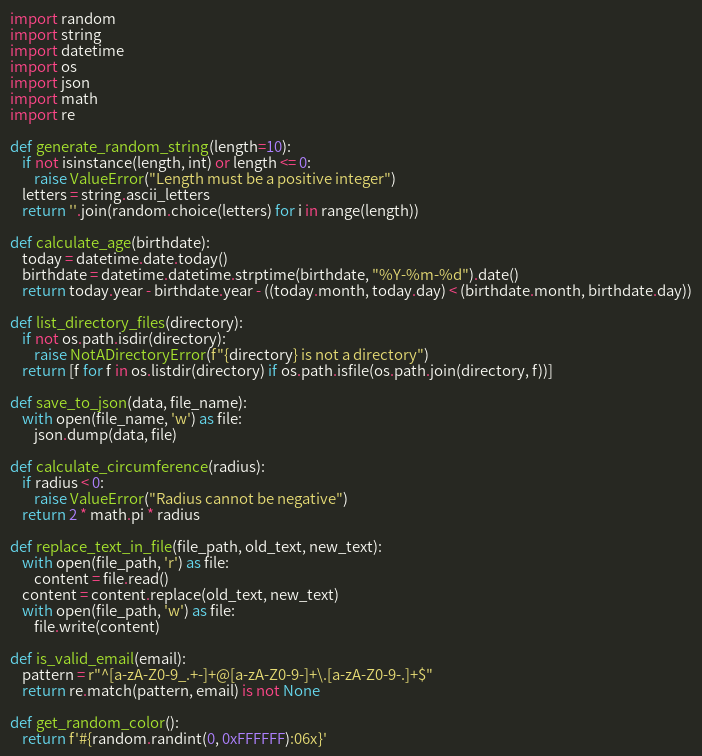 import random
import string
import datetime
import os
import json
import math
import re

def generate_random_string(length=10):
    if not isinstance(length, int) or length <= 0:
        raise ValueError("Length must be a positive integer")
    letters = string.ascii_letters
    return ''.join(random.choice(letters) for i in range(length))

def calculate_age(birthdate):
    today = datetime.date.today()
    birthdate = datetime.datetime.strptime(birthdate, "%Y-%m-%d").date()
    return today.year - birthdate.year - ((today.month, today.day) < (birthdate.month, birthdate.day))

def list_directory_files(directory):
    if not os.path.isdir(directory):
        raise NotADirectoryError(f"{directory} is not a directory")
    return [f for f in os.listdir(directory) if os.path.isfile(os.path.join(directory, f))]

def save_to_json(data, file_name):
    with open(file_name, 'w') as file:
        json.dump(data, file)

def calculate_circumference(radius):
    if radius < 0:
        raise ValueError("Radius cannot be negative")
    return 2 * math.pi * radius

def replace_text_in_file(file_path, old_text, new_text):
    with open(file_path, 'r') as file:
        content = file.read()
    content = content.replace(old_text, new_text)
    with open(file_path, 'w') as file:
        file.write(content)

def is_valid_email(email):
    pattern = r"^[a-zA-Z0-9_.+-]+@[a-zA-Z0-9-]+\.[a-zA-Z0-9-.]+$"
    return re.match(pattern, email) is not None

def get_random_color():
    return f'#{random.randint(0, 0xFFFFFF):06x}'